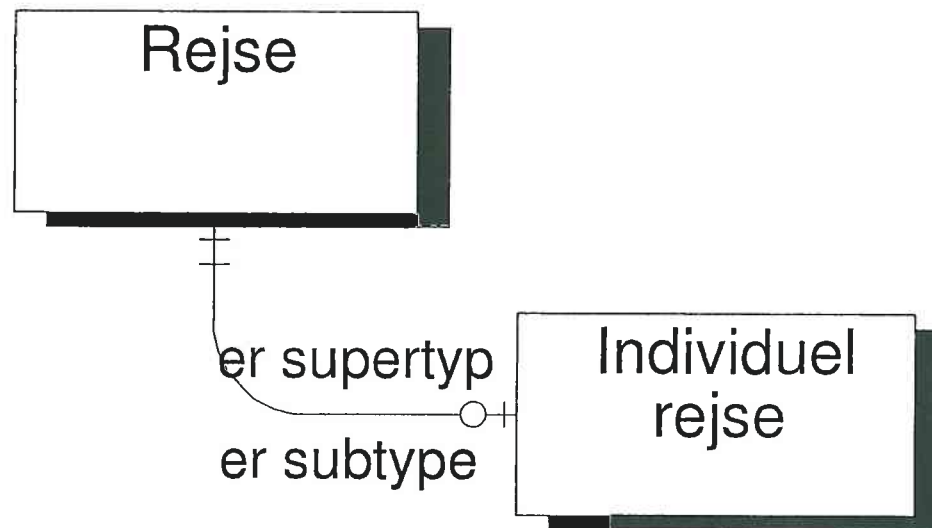 Rejse
er supertyp
Individuel
rejse
er subtype